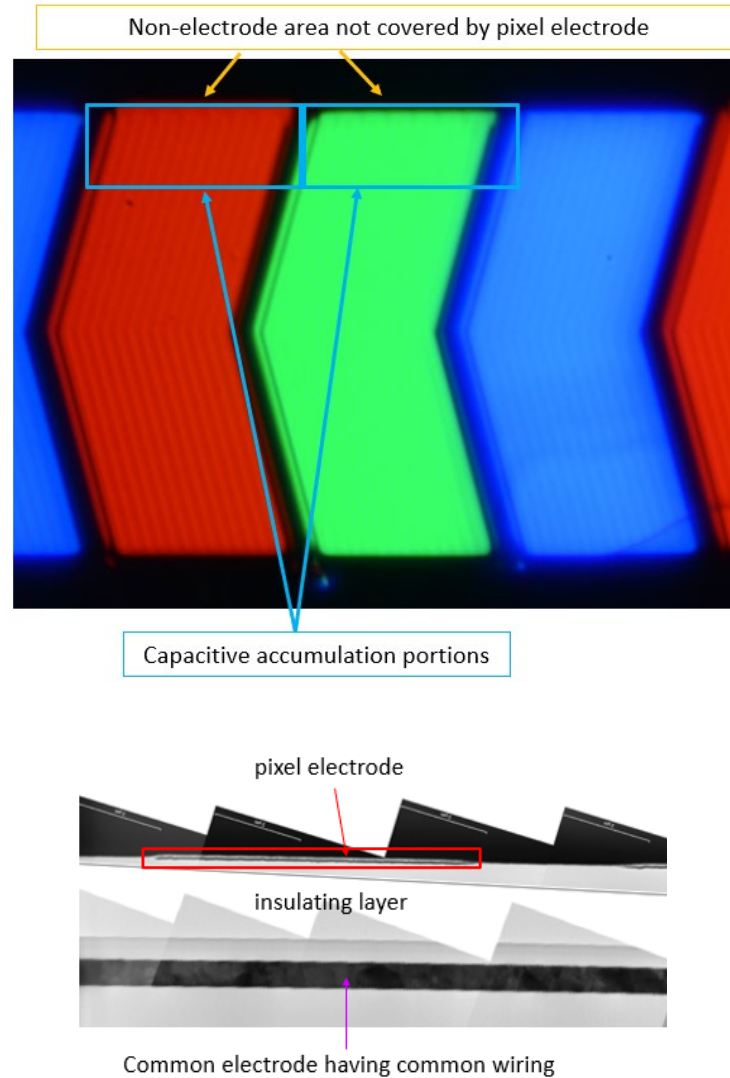 Non-electrode area not covered by pixel electrode
Capacitive accumulation portions
pixel electrode
insulating layer
Common electrode having common wiring